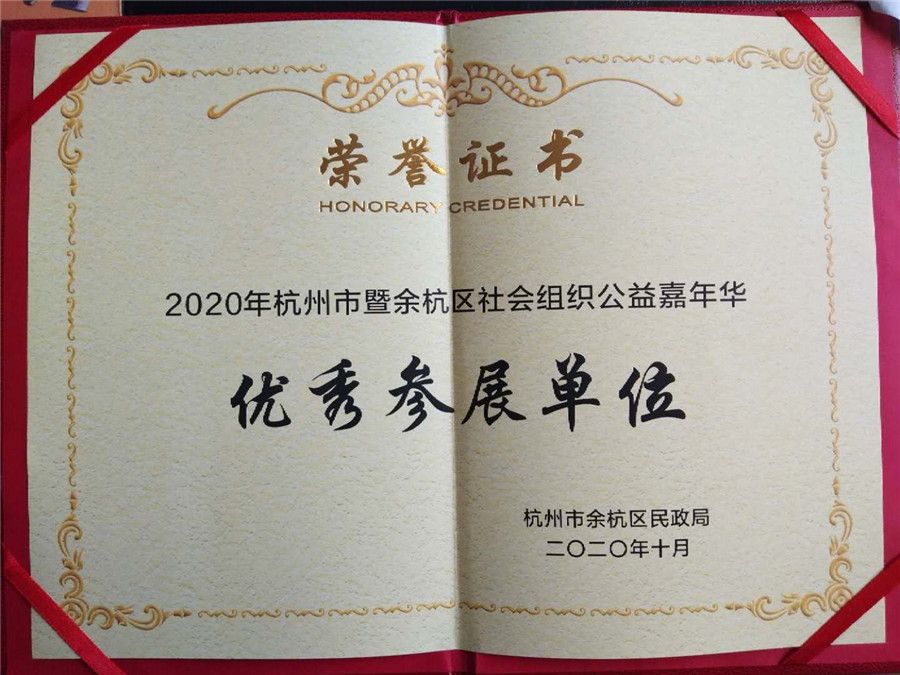 荣誉证书
HONORARY CREDENTIAL
2020年杭州市暨余杭区社会组织公益嘉年华
优秀参展单位
杭州市余杭区民政局
二〇二〇年十月